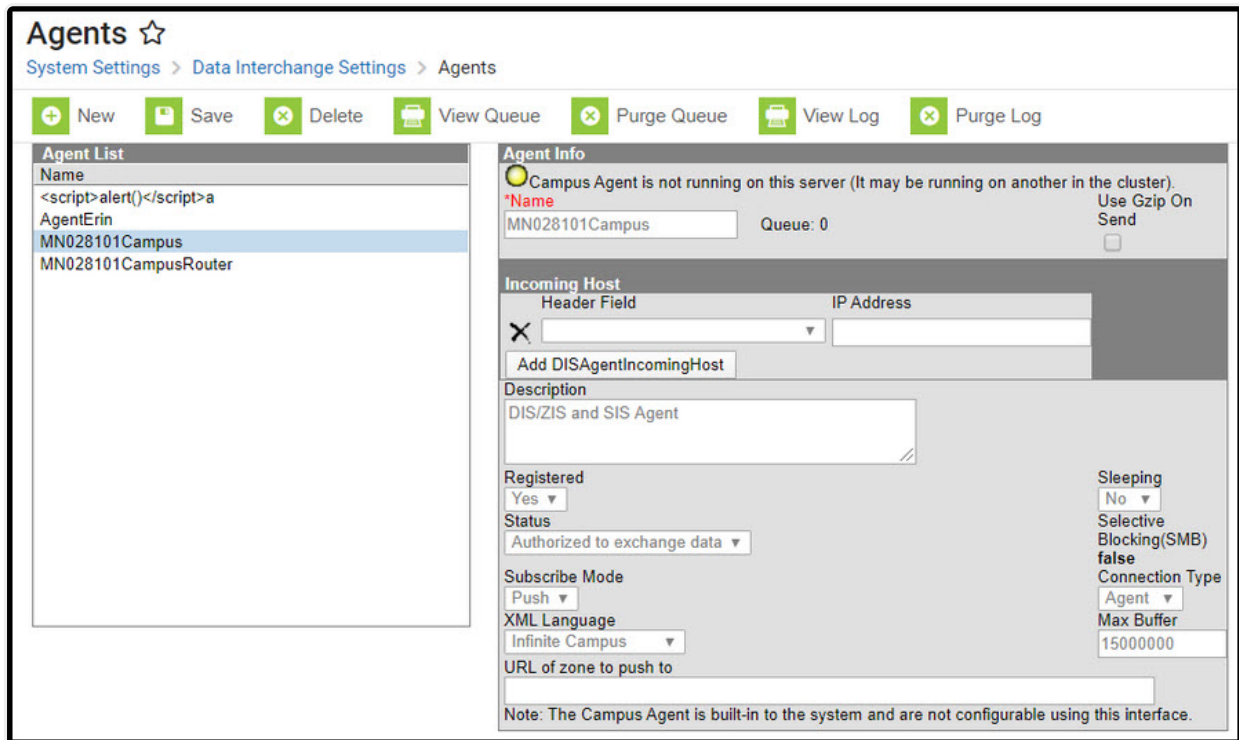 Agents
System Settings > Data Interchange Settings > Agents
New Save Delete View Queue Purge Queue View Log Purge Log
Agent List
Name
<script>alert()</script>a
AgentErin
MN028101Campus
MN028101CampusRouter
Agent Info
Campus Agent is not running on this server (It may be running on another in the cluster).
*Name
MN028101Campus
Queue: 0
Use Gzip On
Send
Incoming Host
Header Field IP Address
Add DISAgentIncomingHost
Description
DIS/ZIS and SIS Agent
Registered
Yes
Sleeping
No
Status
Authorized to exchange data
Selective
Blocking(SMB)
false
Subscribe Mode
Push
Connection Type
Agent
XML Language
Infinite Campus
Max Buffer
15000000
URL of zone to push to
Note: The Campus Agent is built-in to the system and are not configurable using this interface.